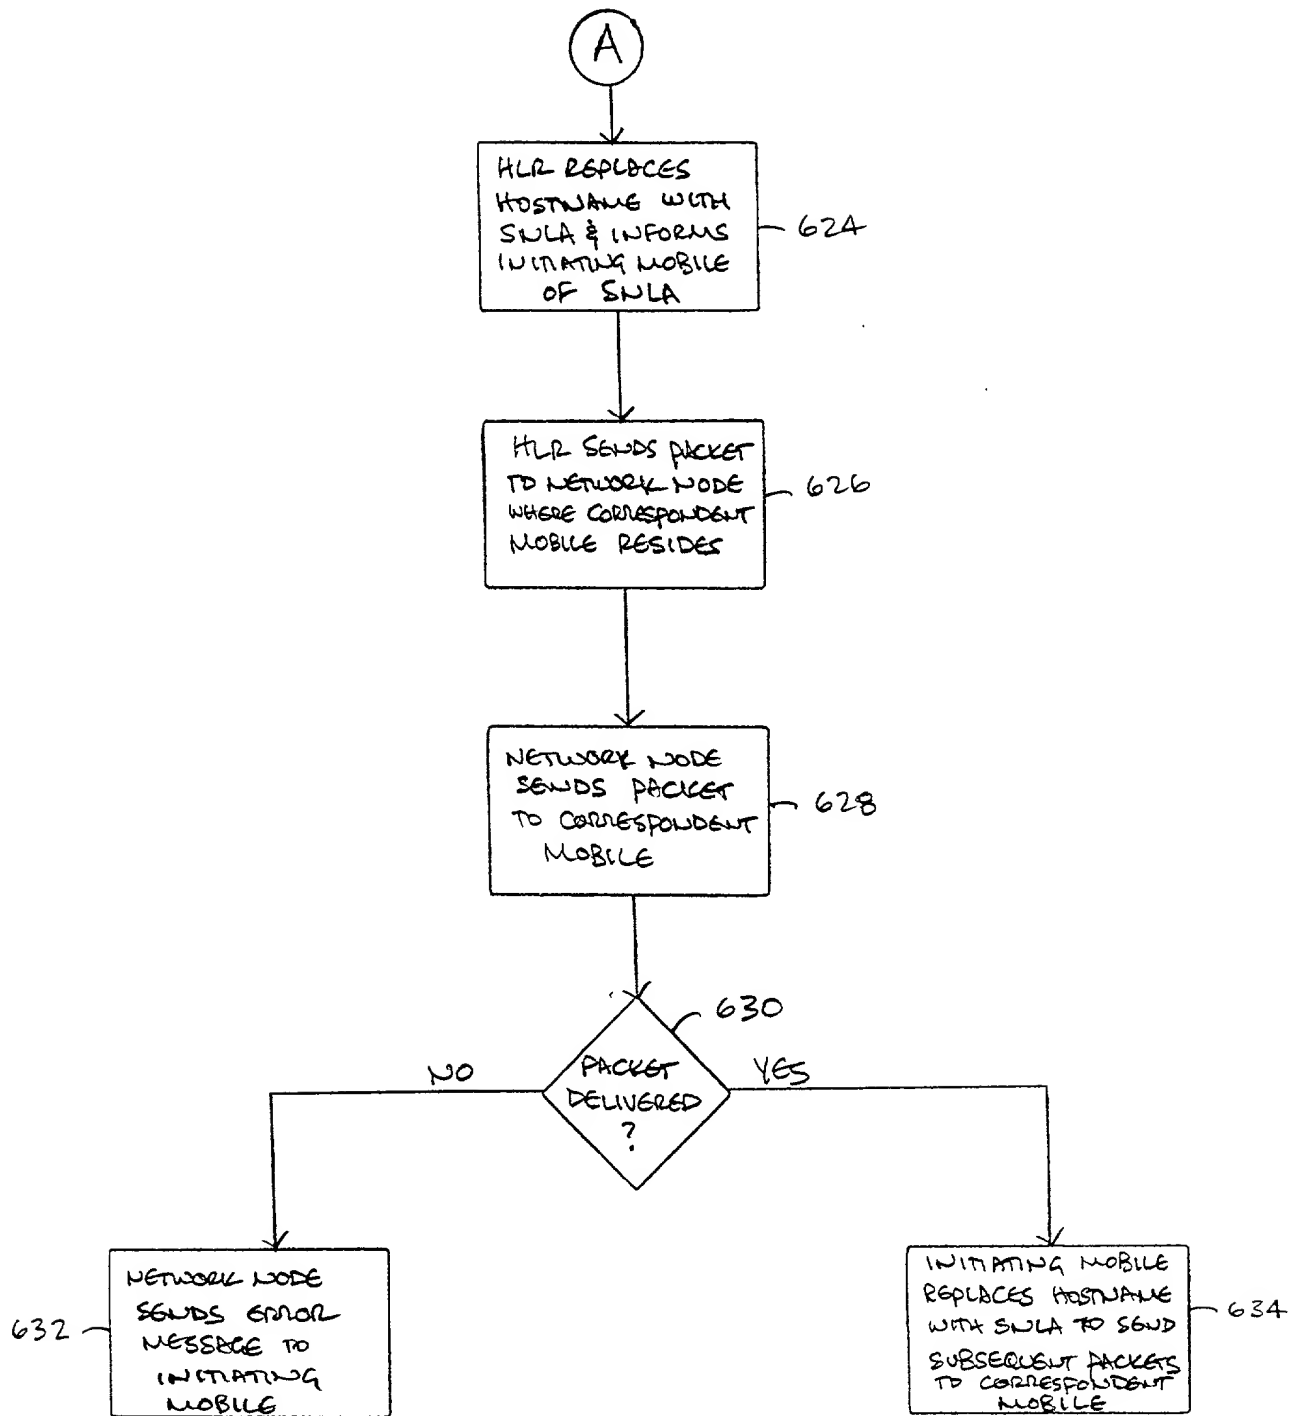 A
HLR REPLACES
HOSTNAME WITH
SNLA & INFORMS
INITIATING MOBILE
OF SNLA
624
HLR SENDS PACKET
TO NETWORK NODE
WHERE CORRESPONDENT
MOBILE RESIDES
626
NETWORK NODE
SENDS PACKET
TO CORRESPONDENT
MOBILE
628
630
PACKET
DELIVERED
?
NO
YES
NETWORK NODE
SENDS ERROR
MESSAGE TO
INITIATING
MOBILE
632
INITIATING MOBILE
REPLACES HOSTNAME
WITH SNLA TO SEND
SUBSEQUENT PACKETS
TO CORRESPONDENT
MOBILE
634